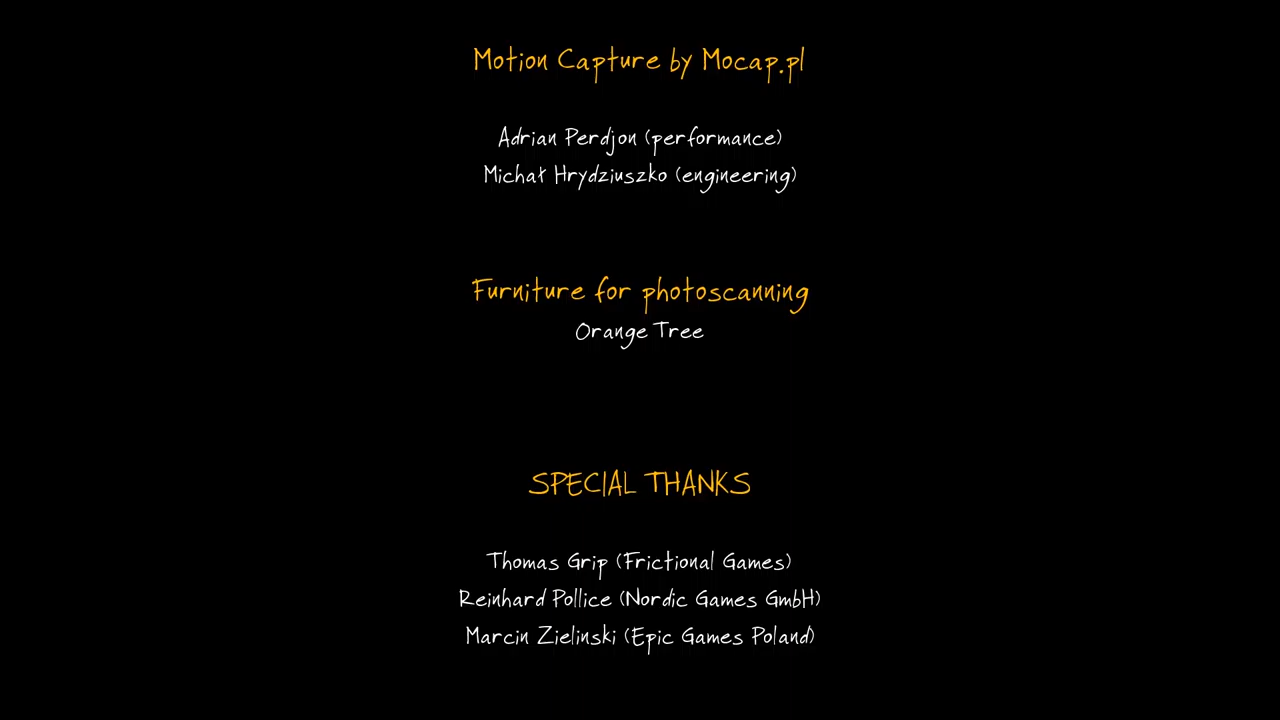 Motion Capture by Mocap.pl
Adrian Perdjon (performance)
Michał Hrydziuszko (engineering)
Furniture for photoscanning
Orange Tree
SPECIAL THANKS
Thomas Grip (Frictional Games)
Reinhard Pollice (Nordic Games GmbH)
Marcin Zielinski (Epic Games Poland)